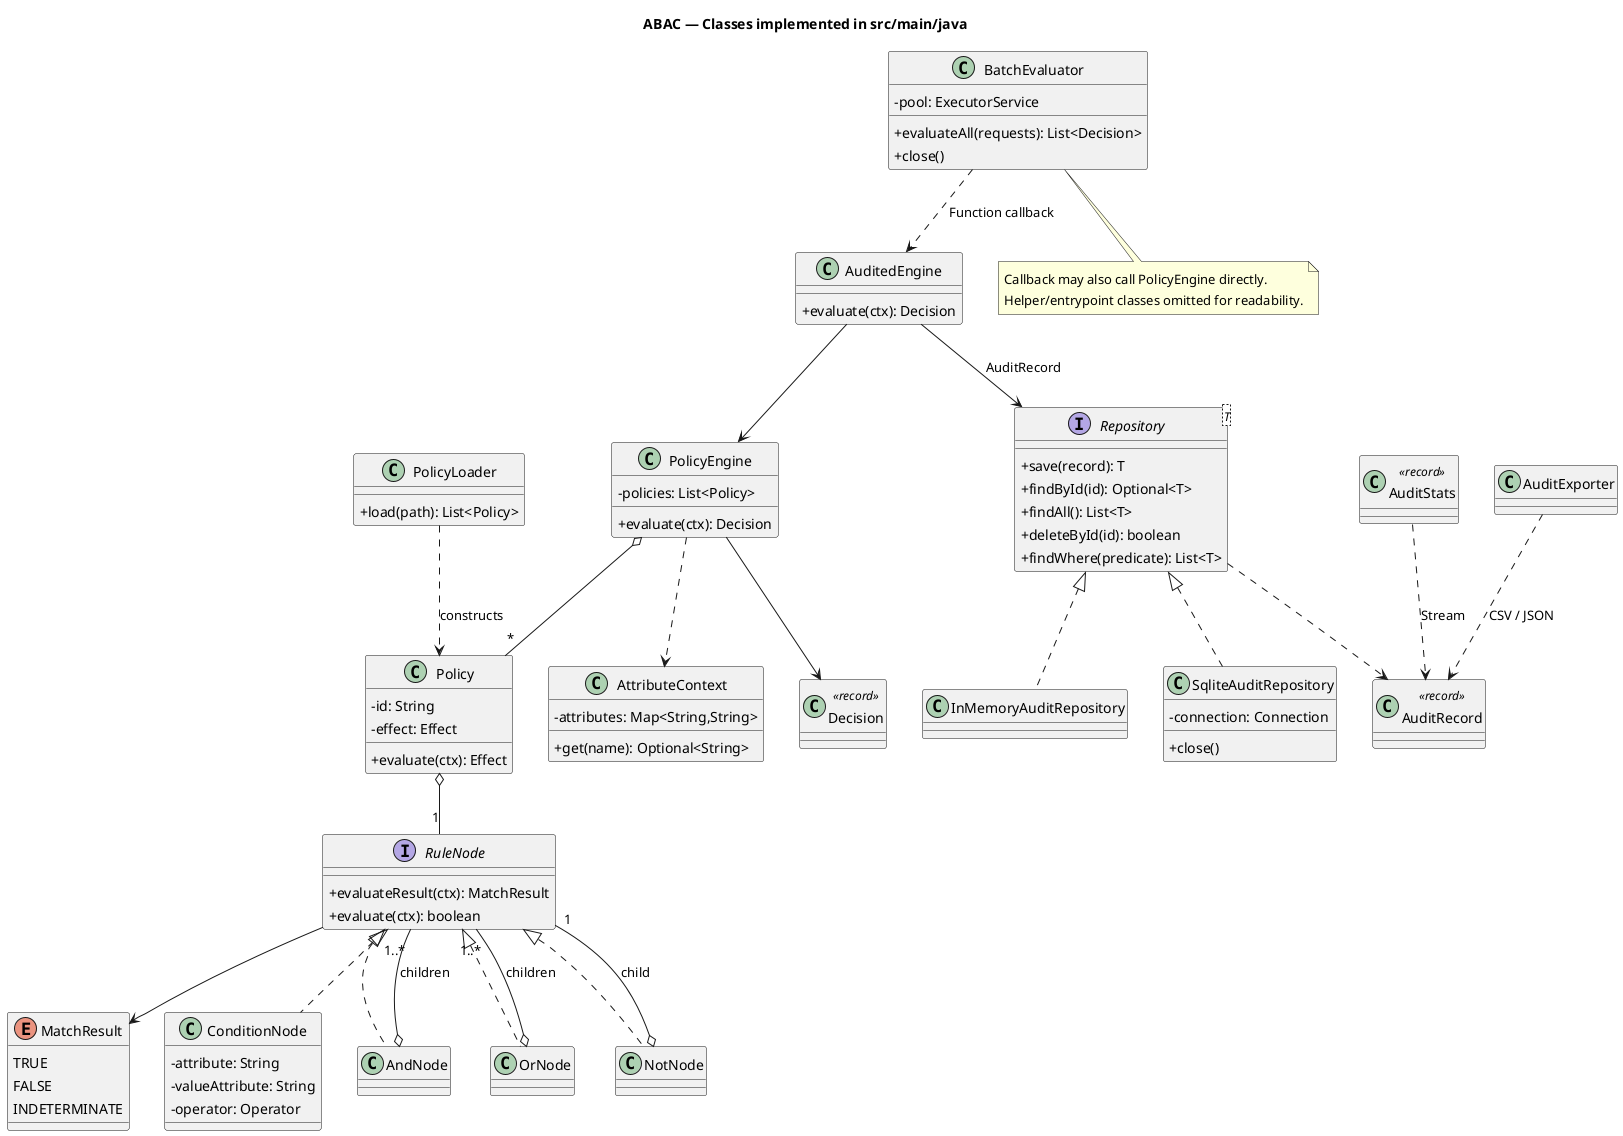 ABAC — Classes implemented in src/main/java
C BatchEvaluator
-pool: ExecutorService
+evaluateAll(requests): List<Decision>
+close()
Function callback
C AuditedEngine
+evaluate(ctx): Decision
Callback may also call PolicyEngine directly.
Helper/entrypoint classes omitted for readability.
AuditRecord
C PolicyLoader
+load(path): List<Policy>
C PolicyEngine
-policies: List<Policy>
+evaluate(ctx): Decision
I Repository T
+save(record): T
+findById(id): Optional<T>
+findAll(): List<T>
+deleteById(id): boolean
+findWhere(predicate): List<T>
C «record»
AuditStats
C AuditExporter
constructs
*
Stream
CSV / JSON
C Policy
-id: String
-effect: Effect
+evaluate(ctx): Effect
C AttributeContext
-attributes: Map<String,String>
+get(name): Optional<String>
C «record»
Decision
C InMemoryAuditRepository
C SqliteAuditRepository
-connection: Connection
+close()
C «record»
AuditRecord
1
I RuleNode
+evaluateResult(ctx): MatchResult
+evaluate(ctx): boolean
1..*
1..*
1
children
children
child
E MatchResult
TRUE
FALSE
INDETERMINATE
C ConditionNode
-attribute: String
-valueAttribute: String
-operator: Operator
C AndNode
C OrNode
C NotNode